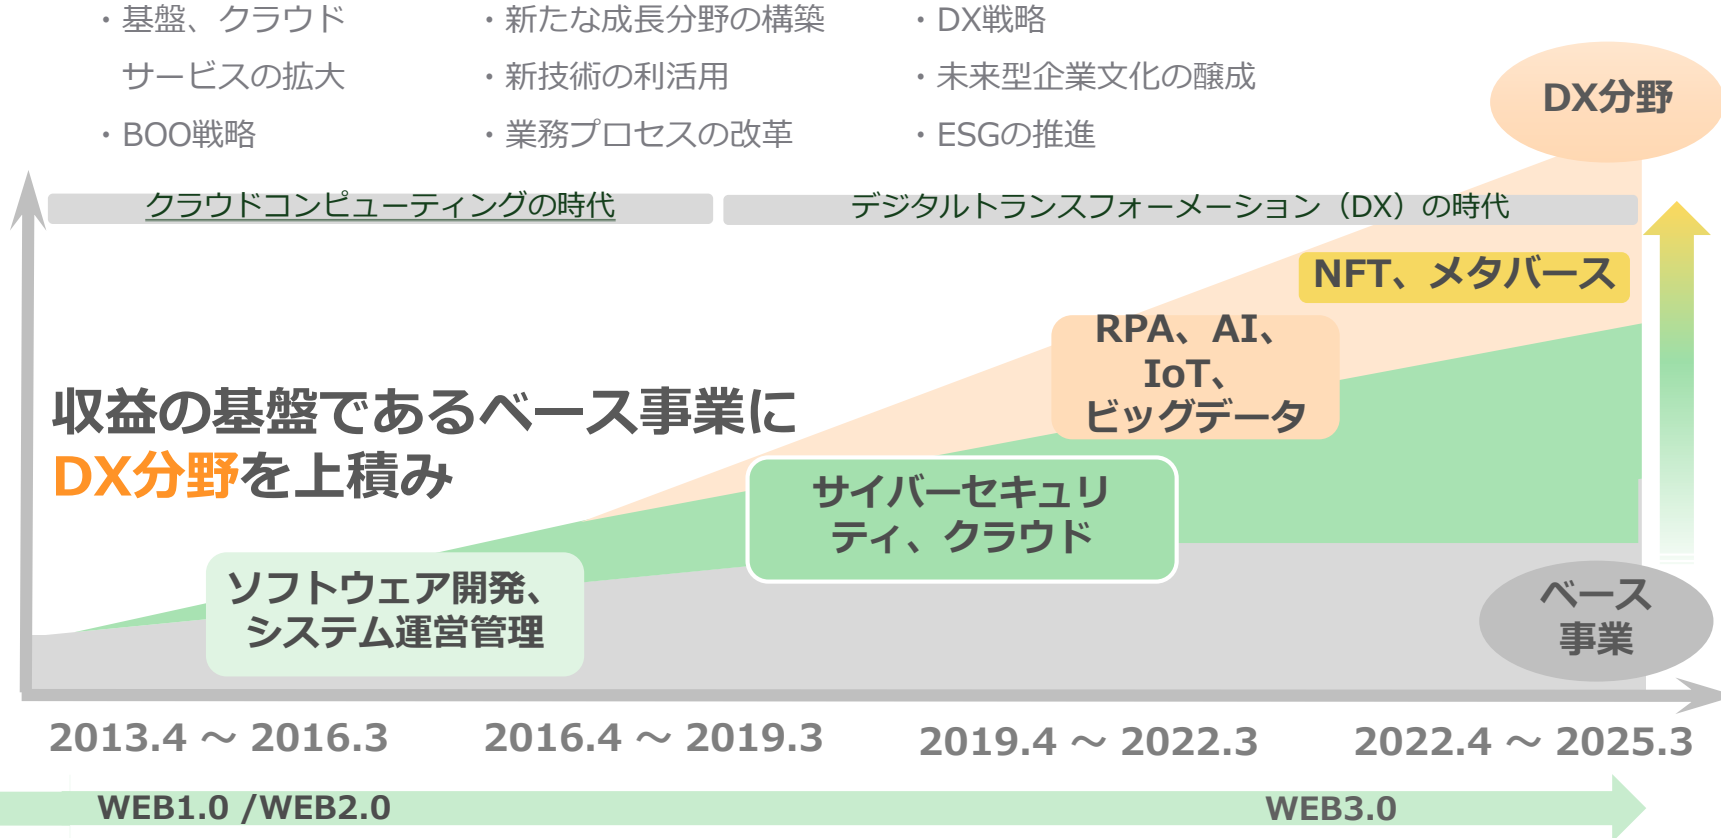 ・基盤、クラウド
サービスの拡大
・BOO戦略
・新たな成長分野の構築
・新技術の利活用
・業務プロセスの改革
・DX戦略
・未来型企業文化の醸成
・ESGの推進
DX分野
クラウドコンピューティングの時代
デジタルトランスフォーメーション（DX）の時代
NFT、メタバース
RPA、AI、
IoT、
ビッグデータ
収益の基盤であるベース事業に
DX分野を上積み
サイバーセキュリ
ティ、クラウド
ソフトウェア開発、
システム運営管理
ベース
事業
2013.4 ～ 2016.3
2016.4 ～ 2019.3
2019.4 ～ 2022.3
2022.4 ～ 2025.3
WEB1.0 /WEB2.0
WEB3.0